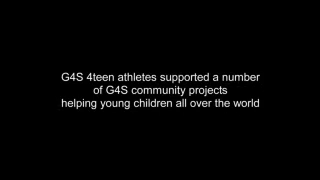 G4S 4teen athletes supported a number
of G4S community projects
helping young children all over the world